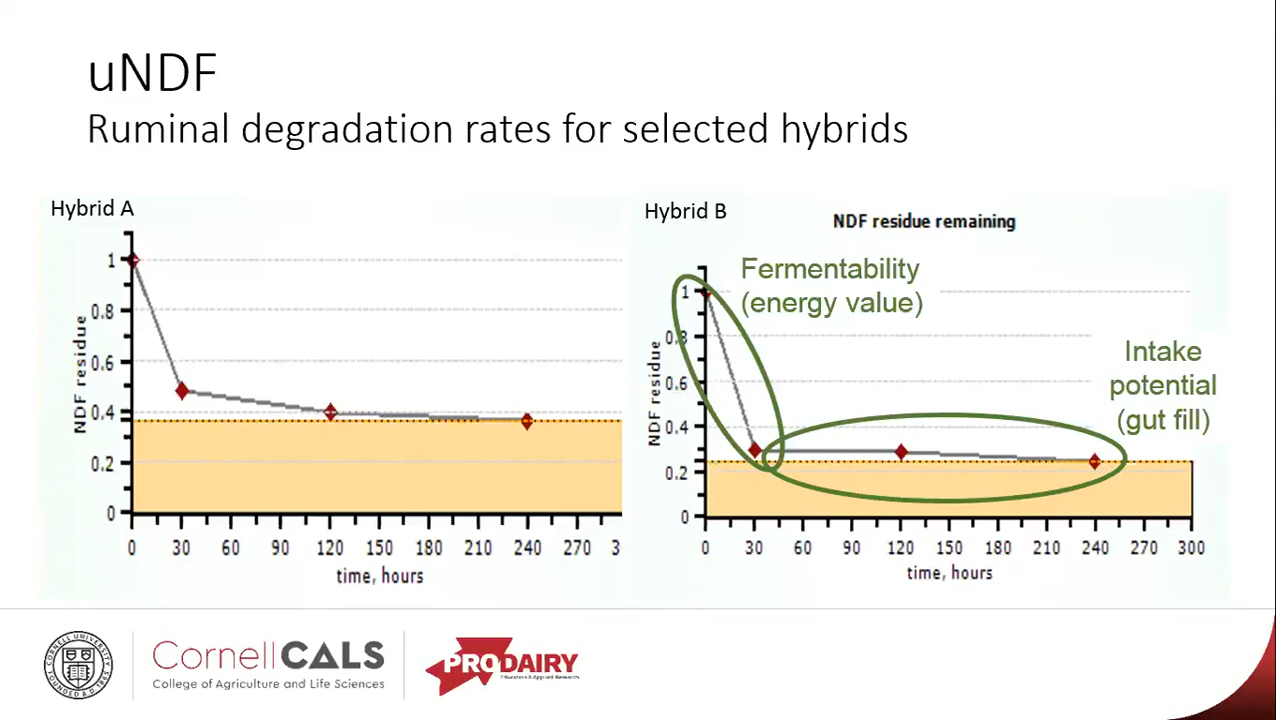 uNDF
Ruminal degradation rates for selected hybrids
Hybrid A
NDF residue
1
0.8
0.6
0.4
0.2
0
0 30 60 90 120 150 180 210 240 270 3
time, hours
Hybrid B
NDF residue remaining
Fermentability
(energy value)
Intake
potential
(gut fill)
NDF residue
1
0.8
0.6
0.4
0.2
0
0 30 60 90 120 150 180 210 240 270 300
time, hours
CornellCALS
College of Agriculture and Life Sciences
PRODAIRY
Education & Applied Research